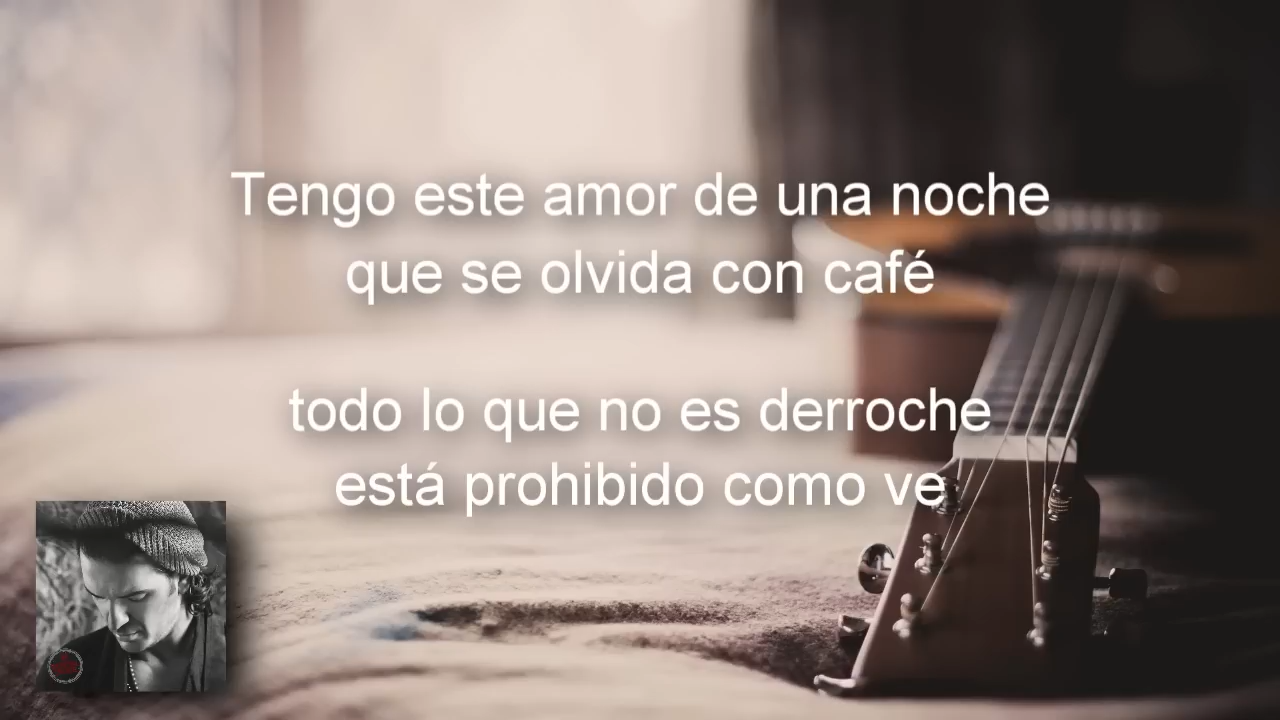 Tengo este amor de una noche
que se olvida con café
todo lo que no es derroche
está prohibido como ve